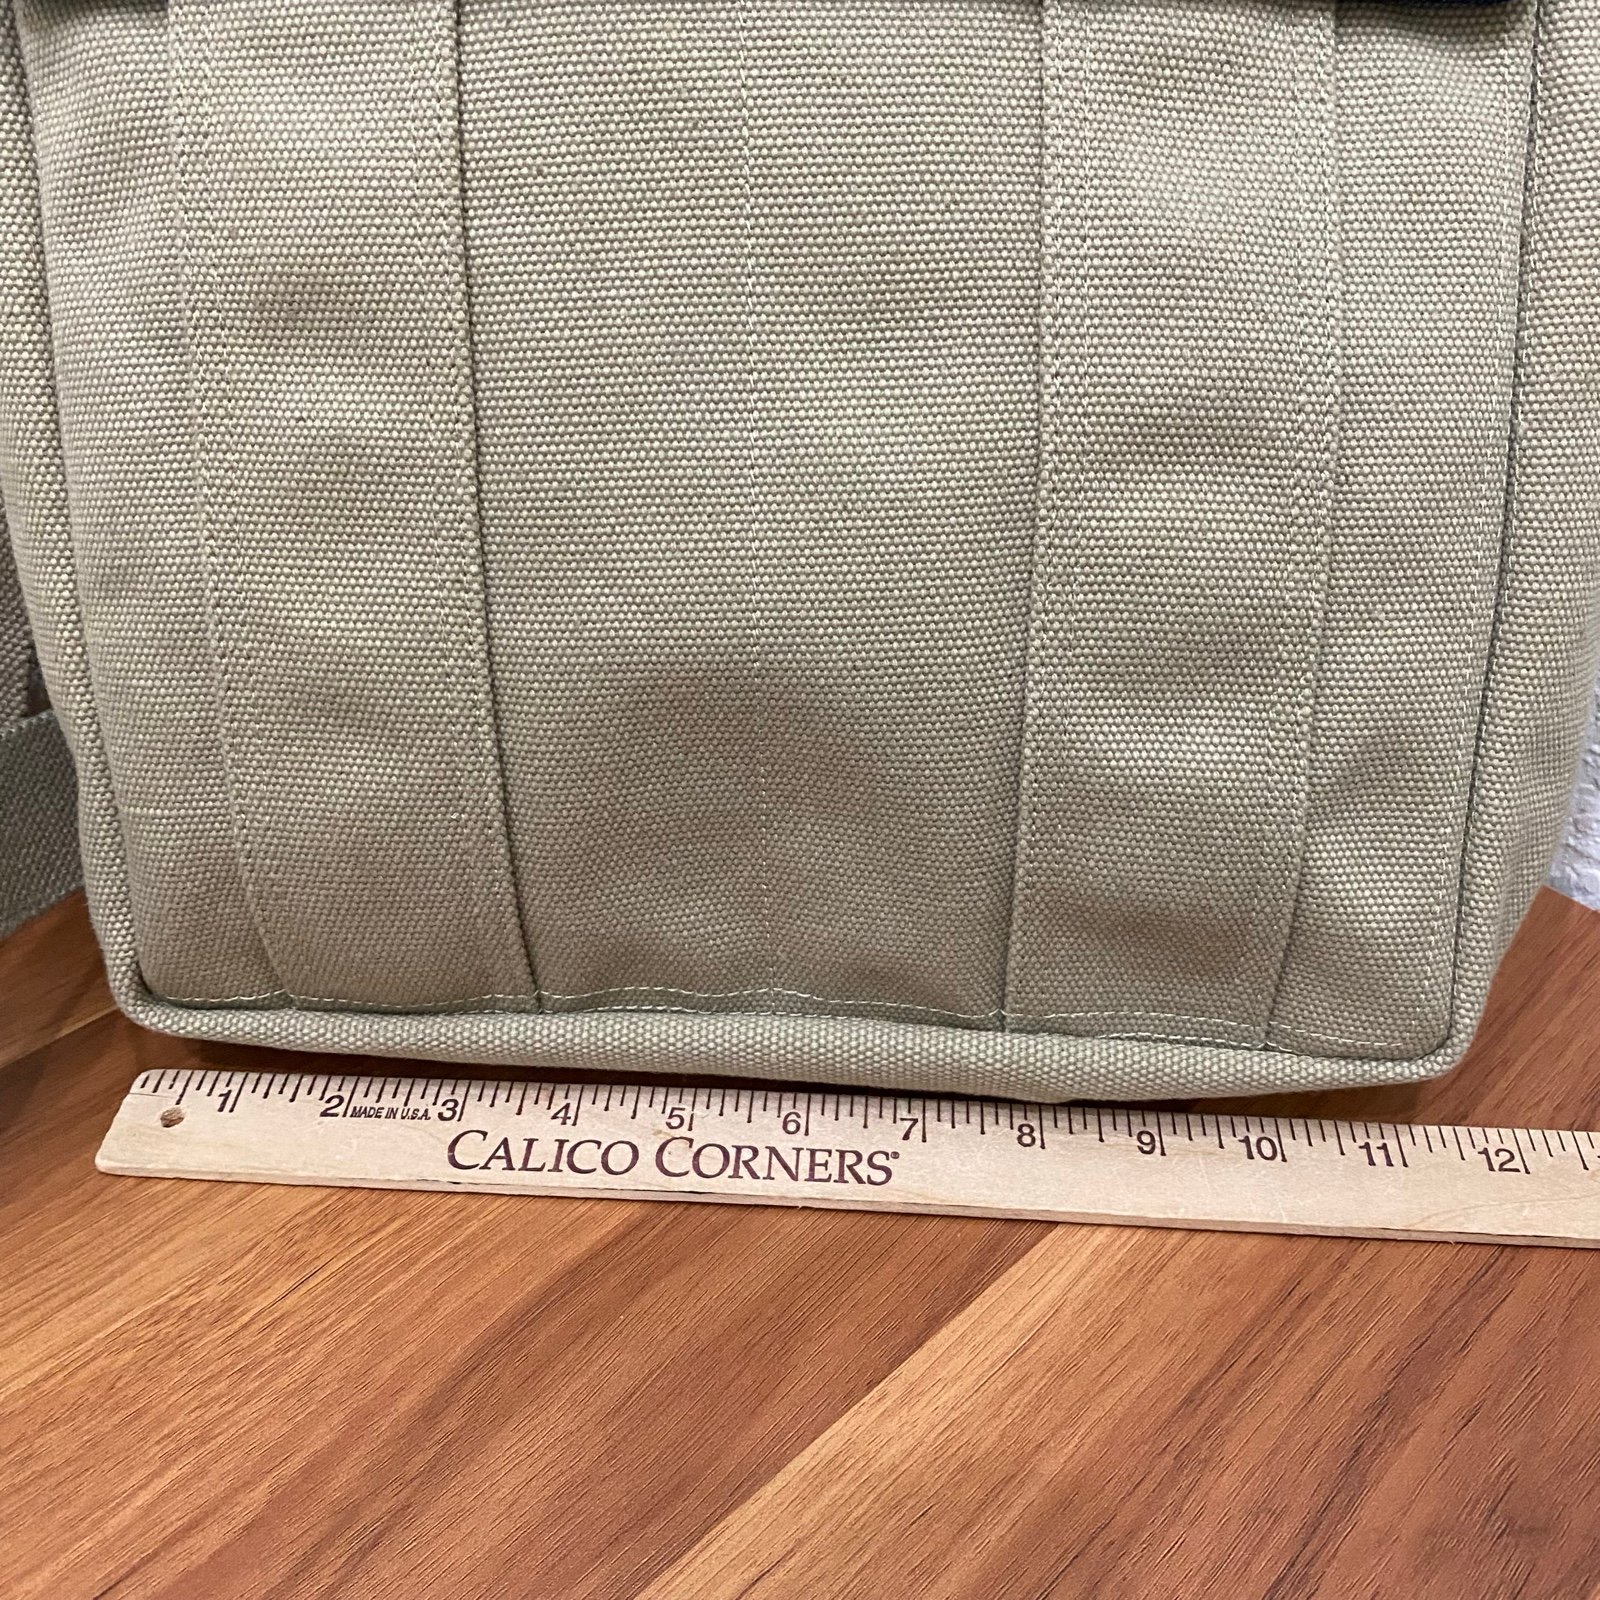 1 2 MADE IN U.S.A. 3 4 5 6 7 8 9 10 11 12
CALICO CORNERS®